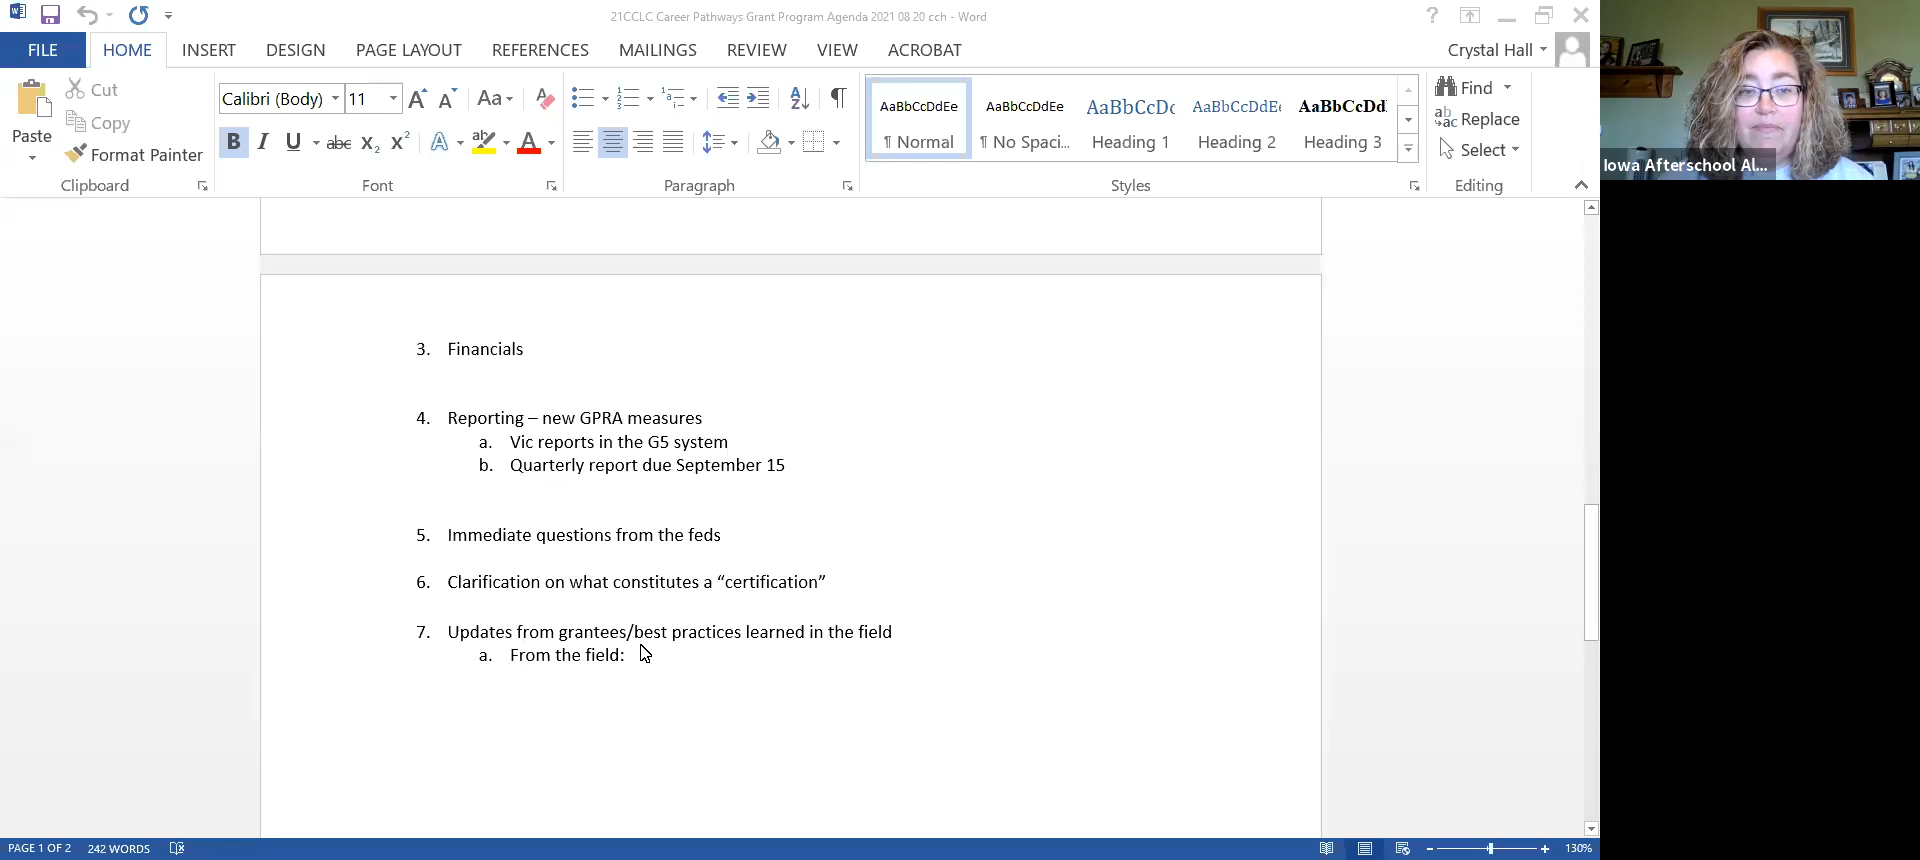 21CCLC Career Pathways Grant Program Agenda 2021 08 20 cch - Word
FILE HOME INSERT DESIGN PAGE LAYOUT REFERENCES MAILINGS REVIEW VIEW ACROBAT Crystal Hall
Paste
Cut
Copy
Format Painter
Clipboard
Calibri (Body) 11 Aa
B I U abc X₂ X² A A
Font
Paragraph
AaBbCcDdEe AaBbCcDdEe AaBbCcDc AaBbCcDdEe AaBbCcDd
¶ Normal ¶ No Spaci... Heading 1 Heading 2 Heading 3
Styles
Find
Replace
Select
Editing
Iowa Afterschool Al...
3. Financials
4. Reporting – new GPRA measures
a. Vic reports in the G5 system
b. Quarterly report due September 15
5. Immediate questions from the feds
6. Clarification on what constitutes a “certification”
7. Updates from grantees/best practices learned in the field
a. From the field:
PAGE 1 OF 2 242 WORDS 130%